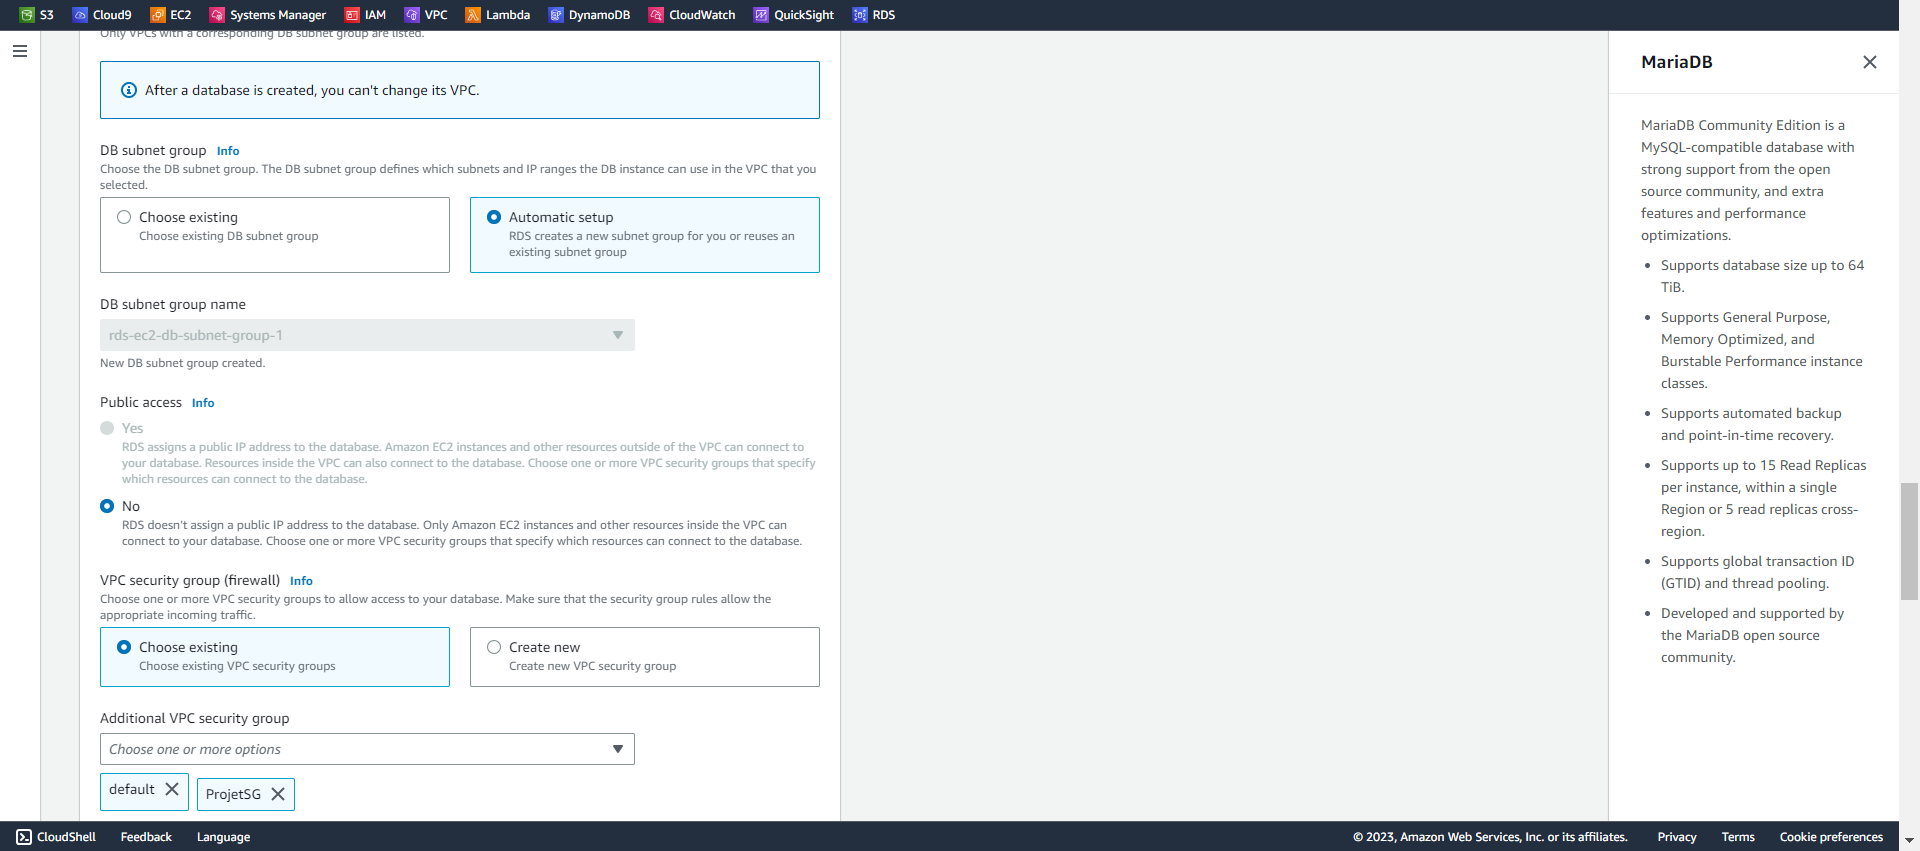 S3 Cloud9 EC2 Systems Manager IAM VPC Lambda DynamoDB CloudWatch QuickSight RDS
Only VPCs with a corresponding DB subnet group are listed.
After a database is created, you can't change its VPC.
DB subnet group Info
Choose the DB subnet group. The DB subnet group defines which subnets and IP ranges the DB instance can use in the VPC that you
selected.
Choose existing
Choose existing DB subnet group
Automatic setup
RDS creates a new subnet group for you or reuses an
existing subnet group
DB subnet group name
rds-ec2-db-subnet-group-1
New DB subnet group created.
Public access Info
Yes
RDS assigns a public IP address to the database. Amazon EC2 instances and other resources outside of the VPC can connect to
your database. Resources inside the VPC can also connect to the database. Choose one or more VPC security groups that specify
which resources can connect to the database.
No
RDS doesn't assign a public IP address to the database. Only Amazon EC2 instances and other resources inside the VPC can
connect to your database. Choose one or more VPC security groups that specify which resources can connect to the database.
VPC security group (firewall) Info
Choose one or more VPC security groups to allow access to your database. Make sure that the security group rules allow the
appropriate incoming traffic.
Choose existing
Choose existing VPC security groups
Create new
Create new VPC security group
Additional VPC security group
Choose one or more options
default
ProjetSG
MariaDB
MariaDB Community Edition is a
MySQL-compatible database with
strong support from the open
source community, and extra
features and performance
optimizations.
• Supports database size up to 64
TiB.
• Supports General Purpose,
Memory Optimized, and
Burstable Performance instance
classes.
• Supports automated backup
and point-in-time recovery.
• Supports up to 15 Read Replicas
per instance, within a single
Region or 5 read replicas cross-
region.
• Supports global transaction ID
(GTID) and thread pooling.
• Developed and supported by
the MariaDB open source
community.
CloudShell Feedback Language
© 2023, Amazon Web Services, Inc. or its affiliates. Privacy Terms Cookie preferences